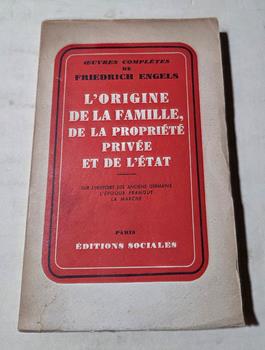 ŒUVRES COMPLÈTES
DE
FRIEDRICH ENGELS
L'ORIGINE
DE LA FAMILLE,
DE LA PROPRIÉTÉ
PRIVÉE
ET DE L'ÉTAT
SUR L'HISTOIRE DES ANCIENS GERMAINS
L'ÉPOQUE FRANQUE
LA MARCHE
PARIS
ÉDITIONS SOCIALES